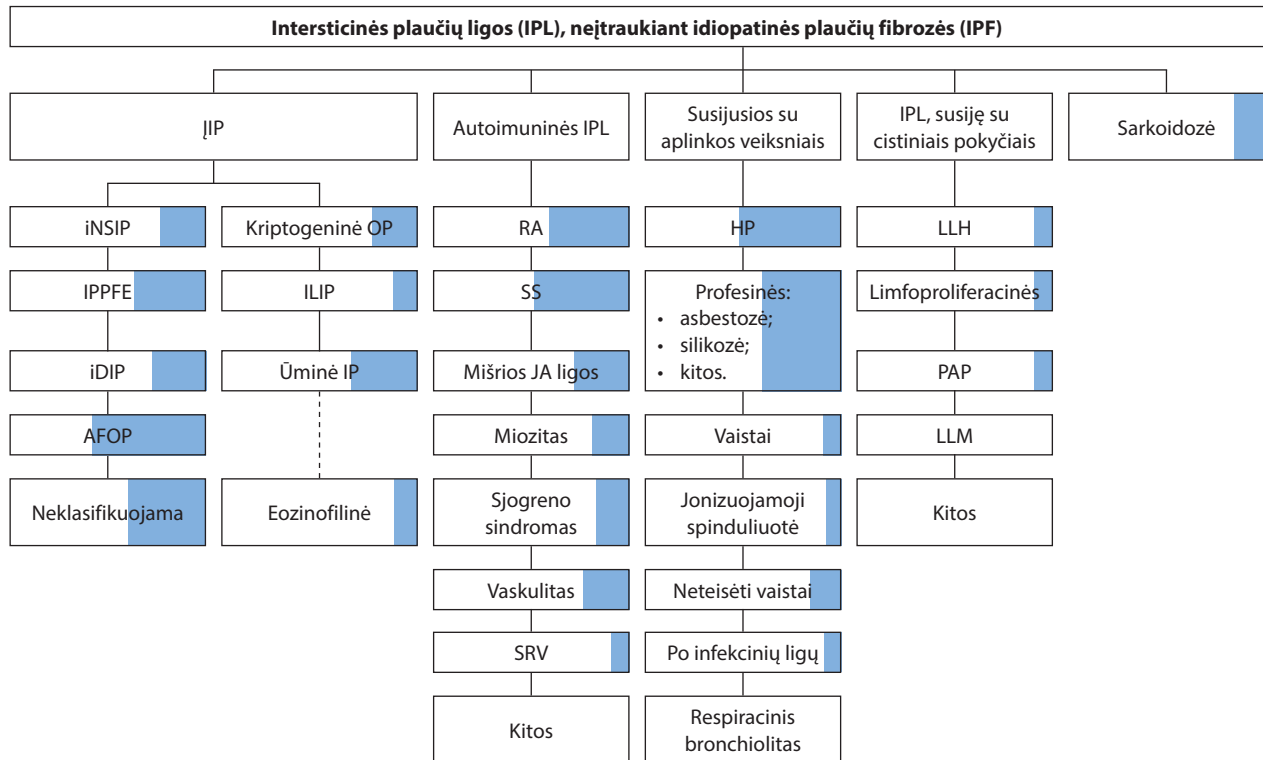 Intersticinės plaučių ligos (IPL), neįtraukiant idiopatinės plaučių fibrozės (IPF)
ĮIP
Autoimuninės IPL
Susijusios su
aplinkos veiksniais
IPL, susiję su
cistiniais pokyčiais
Sarkoidozė
iNSIP
IPPFE
iDIP
AFOP
Neklasifikuojama
Kriptogeninė OP
ILIP
Ūminė IP
Eozinofilinė
RA
SS
Mišrios JA ligos
Miozitas
Sjogreno
sindromas
Vaskulitas
SRV
Kitos
HP
Profesinės:
• asbestozė;
• silikozė;
• kitos.
Vaistai
Jonizuojamoji
spinduliuotė
Neteisėti vaistai
Po infekcinių ligų
Respiracinis
bronchiolitas
LLH
Limfoproliferacinės
PAP
LLM
Kitos